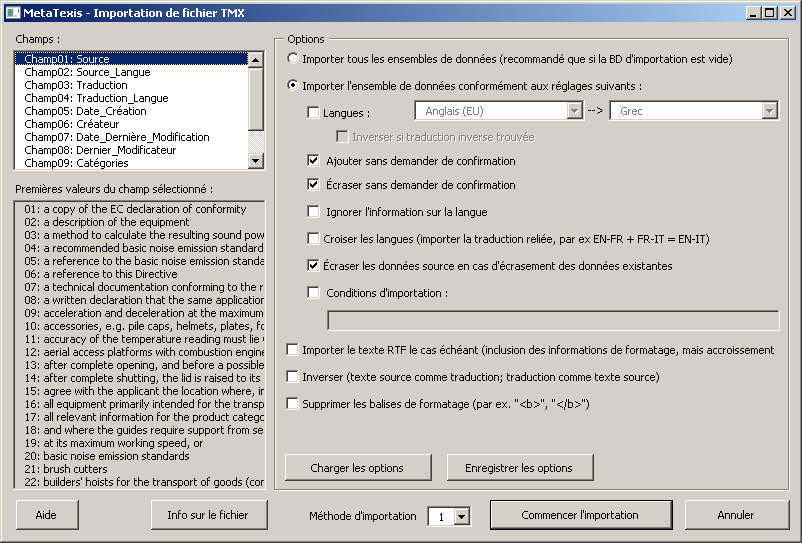 MetaTexis - Importation de fichier TMX
Champs :
Champ01: Source
Champ02: Source_Langue
Champ03: Traduction
Champ04: Traduction_Langue
Champ05: Date_Création
Champ06: Créateur
Champ07: Date_Dernière_Modification
Champ08: Dernier_Modificateur
Champ09: Catégories
Premières valeurs du champ sélectionné :
01: a copy of the EC declaration of conformity
02: a description of the equipment
03: a method to calculate the resulting sound pow
04: a recommended basic noise emission standard
05: a reference to the basic noise emission standa
06: a reference to this Directive
07: a technical documentation conforming to the r
08: a written declaration that the same application
09: acceleration and deceleration at the maximum
10: accessories, e.g. pile caps, helmets, plates, fo
11: accuracy of the temperature reading must lie
12: aerial access platforms with combustion engine
13: after complete opening, and before a possible
14: after complete shutting, the lid is raised to its
15: agree with the applicant the location where, in
16: all equipment primarily intended for the transp
17: all relevant information for the product catego
18: and where the guides require support from se
19: at its maximum working speed, or
20: basic noise emission standards
21: brush cutters
22: builders' hoists for the transport of goods (con
Options
Importer tous les ensembles de données (recommandé que si la BD d'importation est vide)
Importer l'ensemble de données conformément aux réglages suivants :
Langues : Anglais (EU) --> Grec
Inverser si traduction inverse trouvée
Ajouter sans demander de confirmation
Écraser sans demander de confirmation
Ignorer l'information sur la langue
Croiser les langues (importer la traduction reliée, par ex EN-FR + FR-IT = EN-IT)
Écraser les données source en cas d'écrasement des données existantes
Conditions d'importation :
Importer le texte RTF le cas échéant (inclusion des informations de formatage, mais accroissement
Inverser (texte source comme traduction; traduction comme texte source)
Supprimer les balises de formatage (par ex. "<b>", "</b>")
Charger les options Enregistrer les options
Aide Info sur le fichier Méthode d'importation 1 Commencer l'importation Annuler